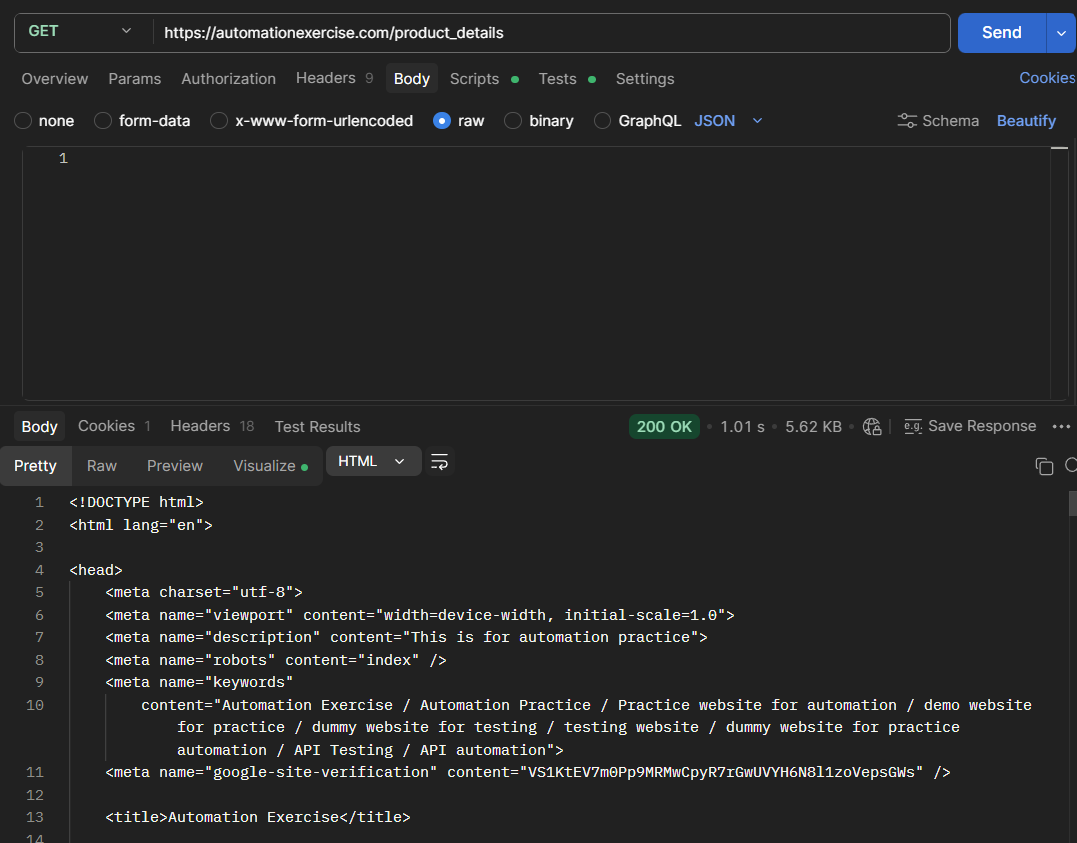 GET https://automationexercise.com/product_details Send
Overview Params Authorization Headers 9 Body Scripts Tests Settings Cookies
none form-data x-www-form-urlencoded raw binary GraphQL JSON Schema Beautify
1
Body Cookies 1 Headers 18 Test Results 200 OK 1.01 s 5.62 KB e.g. Save Response
Pretty Raw Preview Visualize HTML
1 <!DOCTYPE html>
2 <html lang="en">
3
4 <head>
5 <meta charset="utf-8">
6 <meta name="viewport" content="width=device-width, initial-scale=1.0">
7 <meta name="description" content="This is for automation practice">
8 <meta name="robots" content="index" />
9 <meta name="keywords"
10 content="Automation Exercise / Automation Practice / Practice website for automation / demo website
for practice / dummy website for testing / testing website / dummy website for practice
automation / API Testing / API automation">
11 <meta name="google-site-verification" content="VS1KtEV7m0Pp9MRMwCpyR7rGwUVYH6N8l1zoVepsGWs" />
12
13 <title>Automation Exercise</title>
14